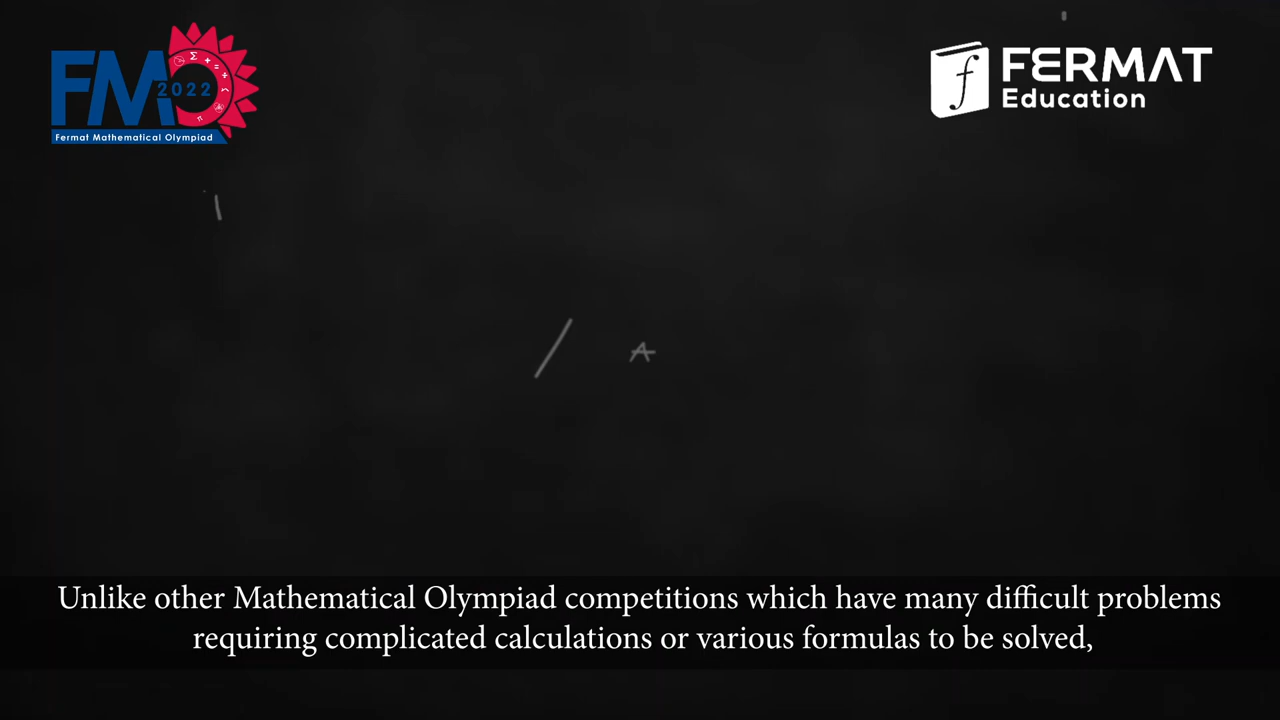 FMO
2022
Fermat Mathematical Olympiad
FERMAT
Education
A
Unlike other Mathematical Olympiad competitions which have many difficult problems
requiring complicated calculations or various formulas to be solved,